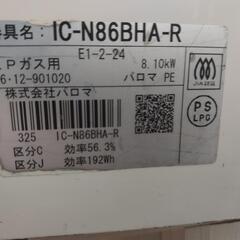 具名： IC-N86BHA-R
E1-2-24
Pガス用 8.10kW
6·12-901020 パロマ PE
株式会社パロマ
PS
LPG
325 IC-N86BHA-R
区分C 効率56.3%
区分J 効率192Wh